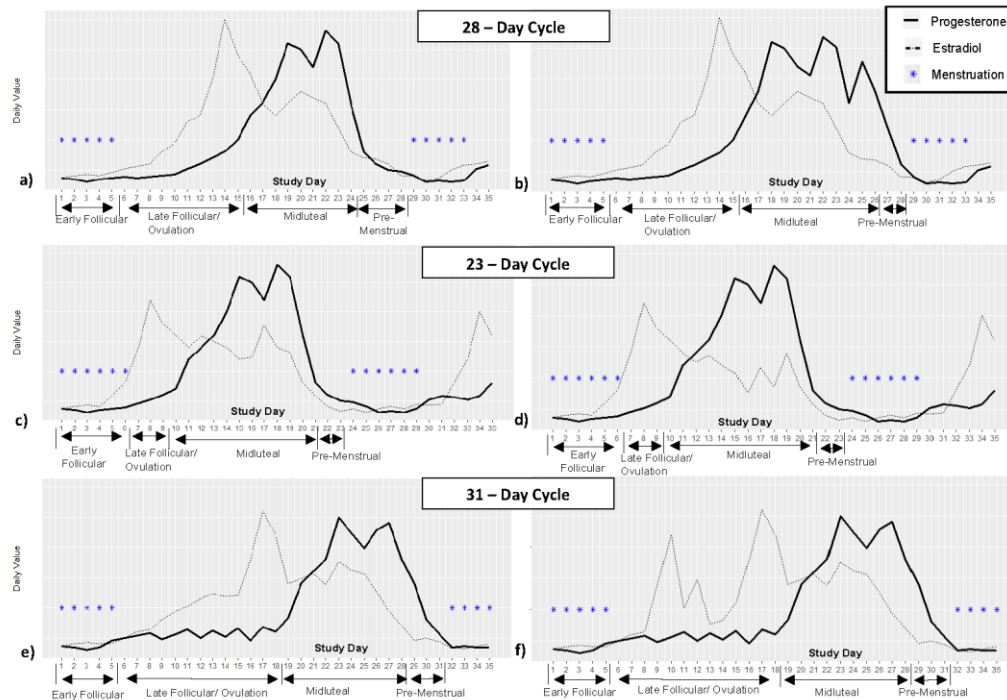 28 – Day Cycle
Progesterone
Estradiol
Menstruation
Daily Value
a)
Study Day
1 2 3 4 5 6 7 8 9 10 11 12 13 14 15 16 17 18 19 20 21 22 23 24 25 26 27 28 29 30 31 32 33 34 35
Early Follicular
Late Follicular/
Ovulation
Midluteal
Pre-
Menstrual
b)
Study Day
1 2 3 4 5 6 7 8 9 10 11 12 13 14 15 16 17 18 19 20 21 22 23 24 25 26 27 28 29 30 31 32 33 34 35
Early Follicular
Late Follicular/
Ovulation
Midluteal
Pre-Menstrual
23 – Day Cycle
Daily Value
c)
Study Day
1 2 3 4 5 6 7 8 9 10 11 12 13 14 15 16 17 18 19 20 21 22 23 24 25 26 27 28 29 30 31 32 33 34 35
Early
Follicular
Late Follicular/
Ovulation
Midluteal
Pre-Menstrual
d)
Study Day
1 2 3 4 5 6 7 8 9 10 11 12 13 14 15 16 17 18 19 20 21 22 23 24 25 26 27 28 29 30 31 32 33 34 35
Early
Follicular
Late Follicular/
Ovulation
Midluteal
Pre-Menstrual
31 – Day Cycle
Daily Value
e)
Study Day
1 2 3 4 5 6 7 8 9 10 11 12 13 14 15 16 17 18 19 20 21 22 23 24 25 26 27 28 29 30 31 32 33 34 35
Early Follicular
Late Follicular/ Ovulation
Midluteal
Pre-Menstrual
f)
Study Day
1 2 3 4 5 6 7 8 9 10 11 12 13 14 15 16 17 18 19 20 21 22 23 24 25 26 27 28 29 30 31 32 33 34 35
Early Follicular
Late Follicular/ Ovulation
Midluteal
Pre-Menstrual